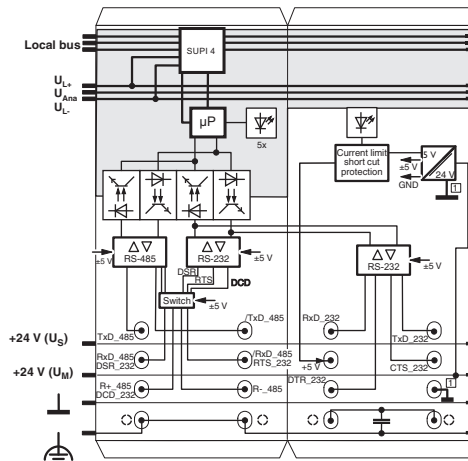 Local bus
SUPI 4
UL+
UAna
UL-
µP
5x
Current limit
short cut
protection
±5 V
GND
5 V
24 V
1
±5 V
RS-485
RS-232
±5 V
RS-232
±5 V
DSR
RTS
DCD
Switch
±5 V
TxD_485
/TxD_485
RxD_232
TxD_232
+24 V (US)
RxD_485
DSR_232
/RxD_485
RTS_232
+5 V
CTS_232
+24 V (UM)
R+_485
DCD_232
R-_485
DTR_232
1